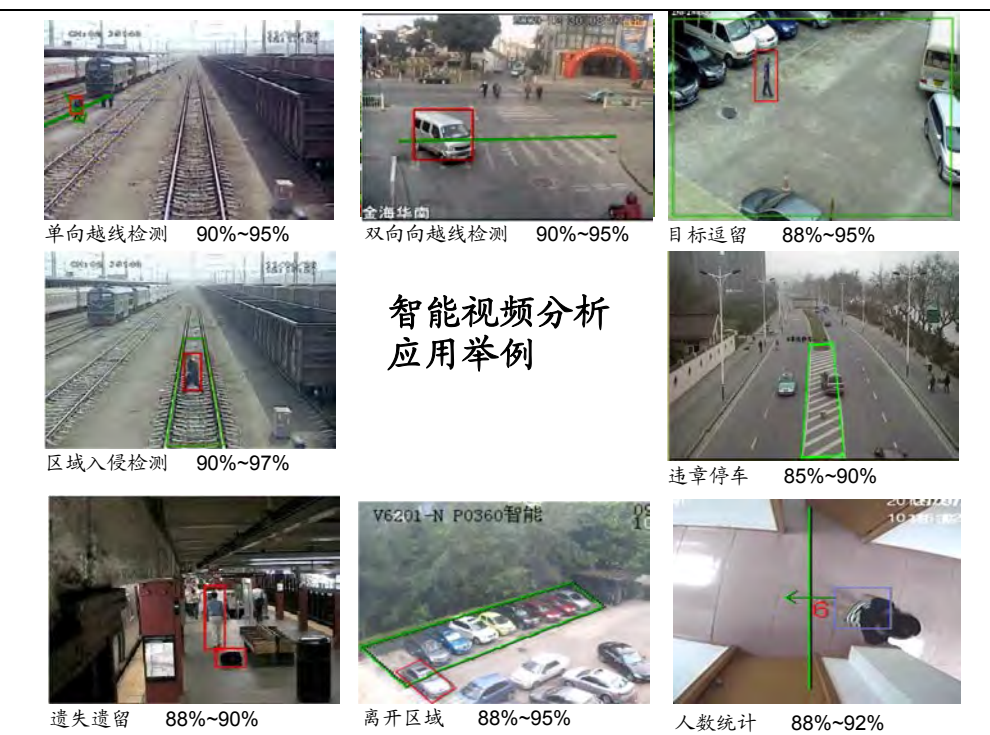 单向越线检测 90%~95%
金海华南
双向向越线检测 90%~95%
目标逗留 88%~95%
区域入侵检测 90%~97%
智能视频分析
应用举例
违章停车 85%~90%
遗失遗留 88%~90%
V6201-N P0360智能
离开区域 88%~95%
6
人数统计 88%~92%